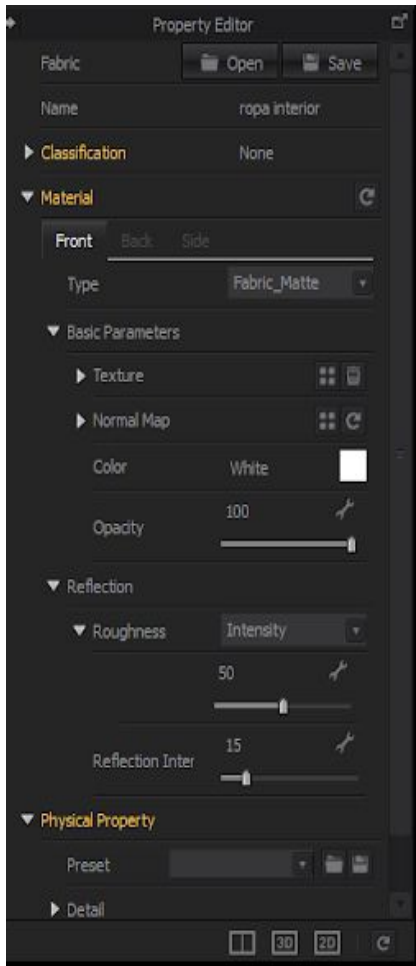 Property Editor
Fabric Open Save
Name ropa interior
Classification None
Material
Front Back Side
Type Fabric_Matte
Basic Parameters
Texture
Normal Map
Color White
100
Opacity
Reflection
Roughness Intensity
50
15
Reflection Inter
Physical Property
Preset
Detail
3D 2D